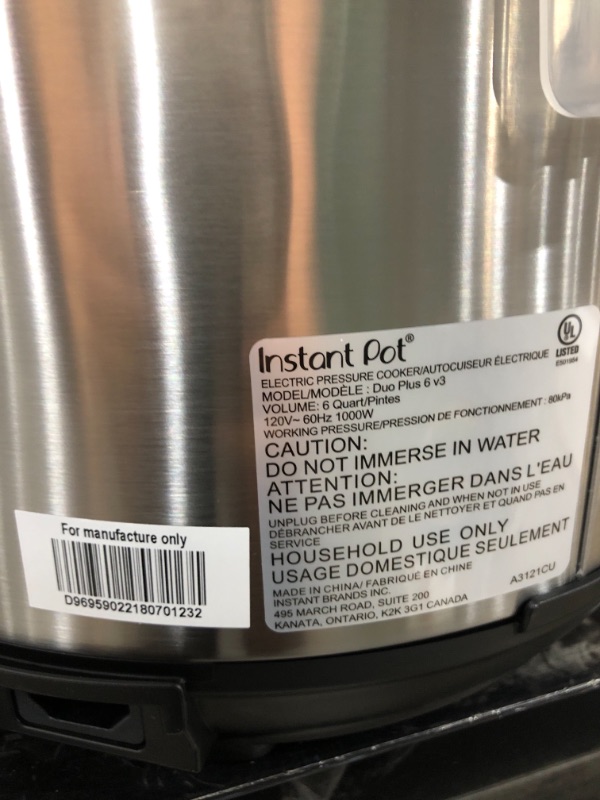 Instant Pot®
ELECTRIC PRESSURE COOKER/AUTOCUISEUR ÉLECTRIQUE
MODEL/MODÈLE : Duo Plus 6 v3
VOLUME: 6 Quart/Pintes
120V~ 60Hz 1000W
WORKING PRESSURE/PRESSION DE FONCTIONNEMENT : 80kPa
UL
LISTED
CAUTION:
DO NOT IMMERSE IN WATER
ATTENTION:
NE PAS IMMERGER DANS L'EAU
UNPLUG BEFORE CLEANING AND WHEN NOT IN USE
DÉBRANCHER AVANT DE LE NETTOYER ET QUAND PAS EN
SERVICE
HOUSEHOLD USE ONLY
USAGE DOMESTIQUE SEULEMENT
MADE IN CHINA/ FABRIQUÉ EN CHINE
INSTANT BRANDS INC.
495 MARCH ROAD, SUITE 200
KANATA, ONTARIO, K2K 3G1 CANADA
A3121CU
For manufacture only
D96959022180701232